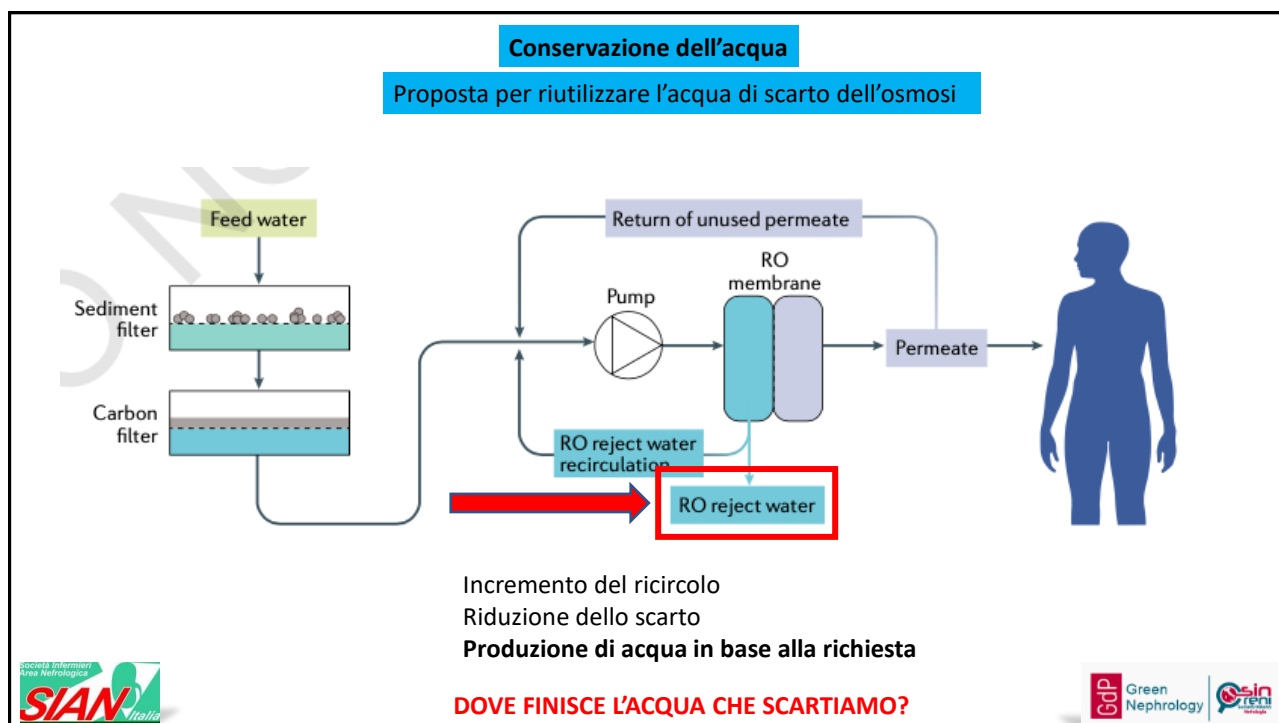 Conservazione dell’acqua
Proposta per riutilizzare l’acqua di scarto dell’osmosi
Feed water
Return of unused permeate
RO
membrane
Pump
Sediment
filter
Permeate
Carbon
filter
RO reject water
recirculation
RO reject water
Incremento del ricircolo
Riduzione dello scarto
Produzione di acqua in base alla richiesta
DOVE FINISCE L’ACQUA CHE SCARTIAMO?
Società Infermieri
Area Nefrologica
SIAN
Italia
GdP
Green
Nephrology
sin
reni